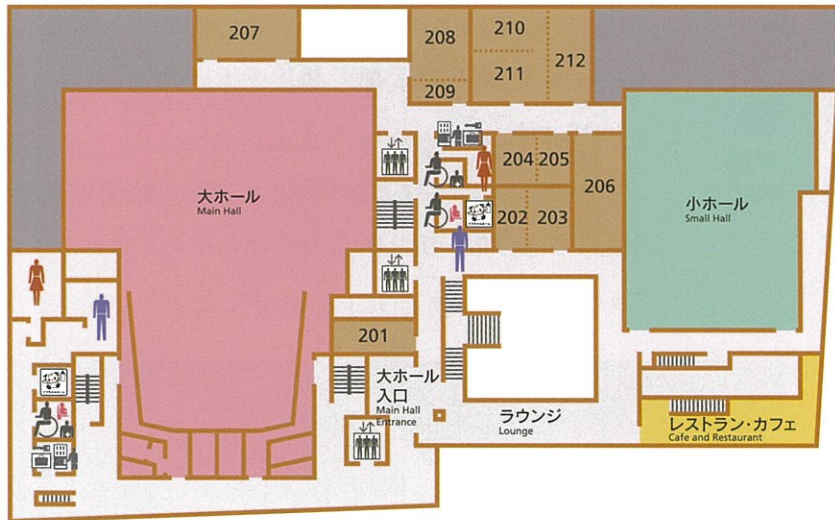 207
208
209
210
211
212
204
205
206
202
203
大ホール
Main Hall
小ホール
Small Hall
201
大ホール
入口
Main Hall
Entrance
ラウンジ
Lounge
レストラン・カフェ
Cafe and Restaurant